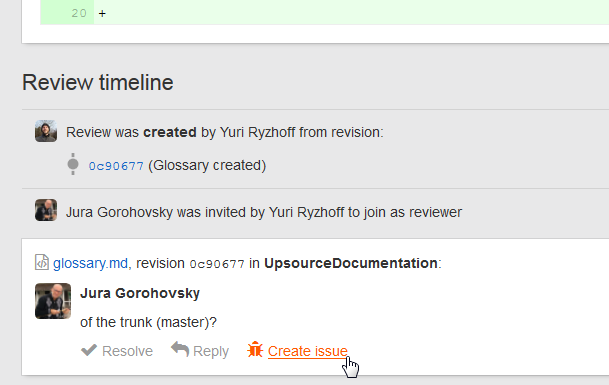 20 +
Review timeline
Review was created by Yuri Ryzhoff from revision:
0c90677 (Glossary created)
Jura Gorohovsky was invited by Yuri Ryzhoff to join as reviewer
glossary.md, revision 0c90677 in UpsourceDocumentation:
Jura Gorohovsky
of the trunk (master)?
Resolve Reply Create issue